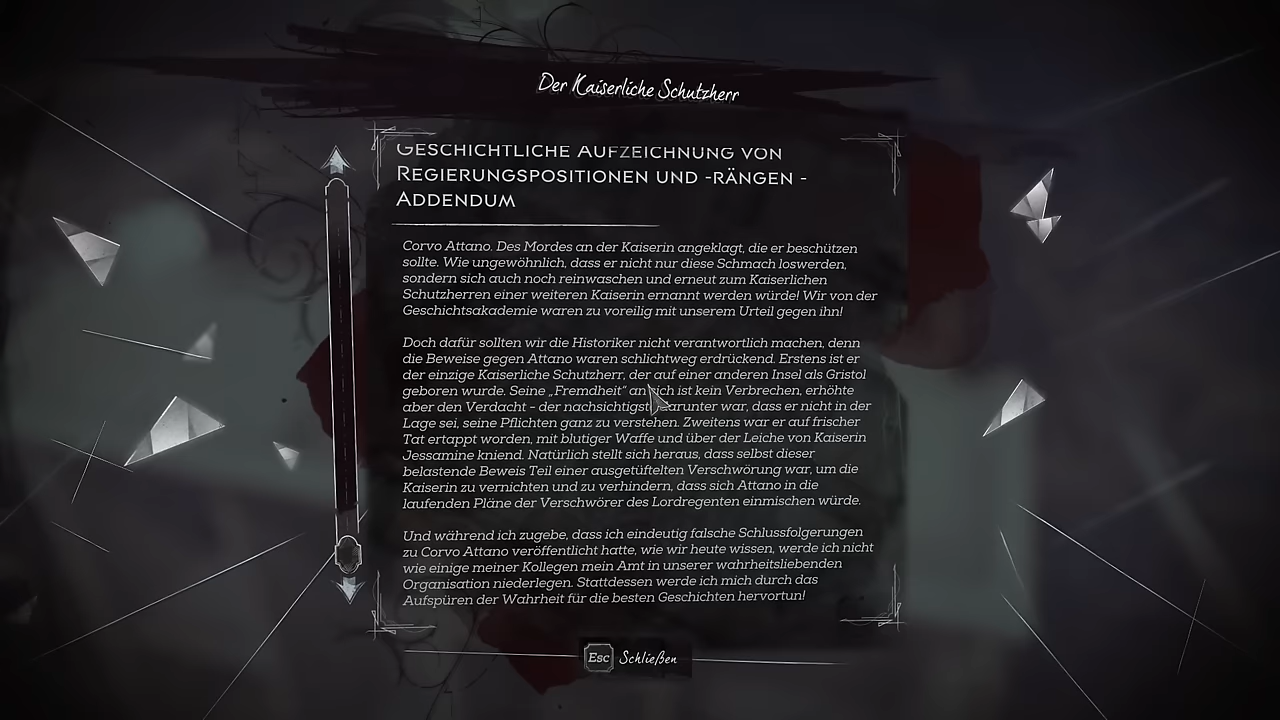 Der Kaiserliche Schutzherr
Geschichtliche Aufzeichnung von
Regierungspositionen und -rängen -
Addendum
Corvo Attano. Des Mordes an der Kaiserin angeklagt, die er beschützen
sollte. Wie ungewöhnlich, dass er nicht nur diese Schmach loswerden,
sondern sich auch noch reinwaschen und erneut zum Kaiserlichen
Schutzherren einer weiteren Kaiserin ernannt werden würde! Wir von der
Geschichtsakademie waren zu voreilig mit unserem Urteil gegen ihn!
Doch dafür sollten wir die Historiker nicht verantwortlich machen, denn
die Beweise gegen Attano waren schlichtweg erdrückend. Erstens ist er
der einzige Kaiserliche Schutzherr, der auf einer anderen Insel als Gristol
geboren wurde. Seine „Fremdheit“ an sich ist kein Verbrechen, erhöhte
aber den Verdacht – der nachsichtigste darunter war, dass er nicht in der
Lage sei, seine Pflichten ganz zu verstehen. Zweitens war er auf frischer
Tat ertappt worden, mit blutiger Waffe und über der Leiche von Kaiserin
Jessamine kniend. Natürlich stellt sich heraus, dass selbst dieser
belastende Beweis Teil einer ausgetüftelten Verschwörung war, um die
Kaiserin zu vernichten und zu verhindern, dass sich Attano in die
laufenden Pläne der Verschwörer des Lordregenten einmischen würde.
Und während ich zugebe, dass ich eindeutig falsche Schlussfolgerungen
zu Corvo Attano veröffentlicht hatte, wie wir heute wissen, werde ich nicht
wie einige meiner Kollegen mein Amt in unserer wahrheitsliebenden
Organisation niederlegen. Stattdessen werde ich mich durch das
Aufspüren der Wahrheit für die besten Geschichten hervortun!
Esc Schließen